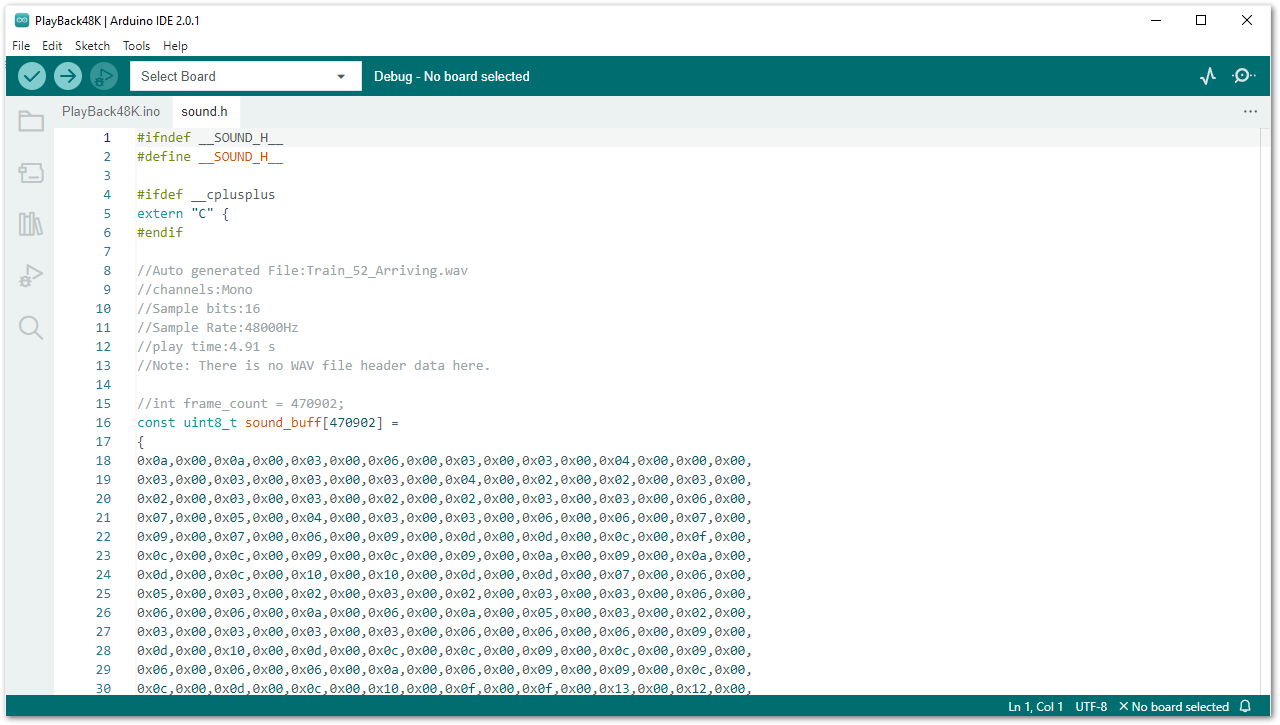 PlayBack48K | Arduino IDE 2.0.1
File Edit Sketch Tools Help
Select Board
Debug - No board selected
PlayBack48K.ino sound.h
1 #ifndef __SOUND_H__
2 #define __SOUND_H__
3
4 #ifdef __cplusplus
5 extern "C" {
6 #endif
7
8 //Auto generated File:Train_52_Arriving.wav
9 //channels:Mono
10 //Sample bits:16
11 //Sample Rate:48000Hz
12 //play time:4.91 s
13 //Note: There is no WAV file header data here.
14
15 //int frame_count = 470902;
16 const uint8_t sound_buff[470902] =
17 {
18 0x0a,0x00,0x0a,0x00,0x03,0x00,0x06,0x00,0x03,0x00,0x03,0x00,0x04,0x00,0x00,0x00,
19 0x03,0x00,0x03,0x00,0x03,0x00,0x03,0x00,0x04,0x00,0x02,0x00,0x02,0x00,0x03,0x00,
20 0x02,0x00,0x03,0x00,0x03,0x00,0x02,0x00,0x02,0x00,0x03,0x00,0x03,0x00,0x06,0x00,
21 0x07,0x00,0x05,0x00,0x04,0x00,0x03,0x00,0x03,0x00,0x06,0x00,0x06,0x00,0x07,0x00,
22 0x09,0x00,0x07,0x00,0x06,0x00,0x09,0x00,0x0d,0x00,0x0d,0x00,0x0c,0x00,0x0f,0x00,
23 0x0c,0x00,0x0c,0x00,0x09,0x00,0x0c,0x00,0x09,0x00,0x0a,0x00,0x09,0x00,0x0a,0x00,
24 0x0d,0x00,0x0c,0x00,0x10,0x00,0x10,0x00,0x0d,0x00,0x0d,0x00,0x07,0x00,0x06,0x00,
25 0x05,0x00,0x03,0x00,0x02,0x00,0x03,0x00,0x02,0x00,0x03,0x00,0x03,0x00,0x06,0x00,
26 0x06,0x00,0x06,0x00,0x0a,0x00,0x06,0x00,0x0a,0x00,0x05,0x00,0x03,0x00,0x02,0x00,
27 0x03,0x00,0x03,0x00,0x03,0x00,0x03,0x00,0x06,0x00,0x06,0x00,0x06,0x00,0x09,0x00,
28 0x0d,0x00,0x10,0x00,0x0d,0x00,0x0c,0x00,0x0c,0x00,0x09,0x00,0x0c,0x00,0x09,0x00,
29 0x06,0x00,0x06,0x00,0x06,0x00,0x0a,0x00,0x06,0x00,0x09,0x00,0x09,0x00,0x0c,0x00,
30 0x0c,0x00,0x0d,0x00,0x0c,0x00,0x10,0x00,0x0f,0x00,0x0f,0x00,0x13,0x00,0x12,0x00,
Ln 1, Col 1 UTF-8 No board selected